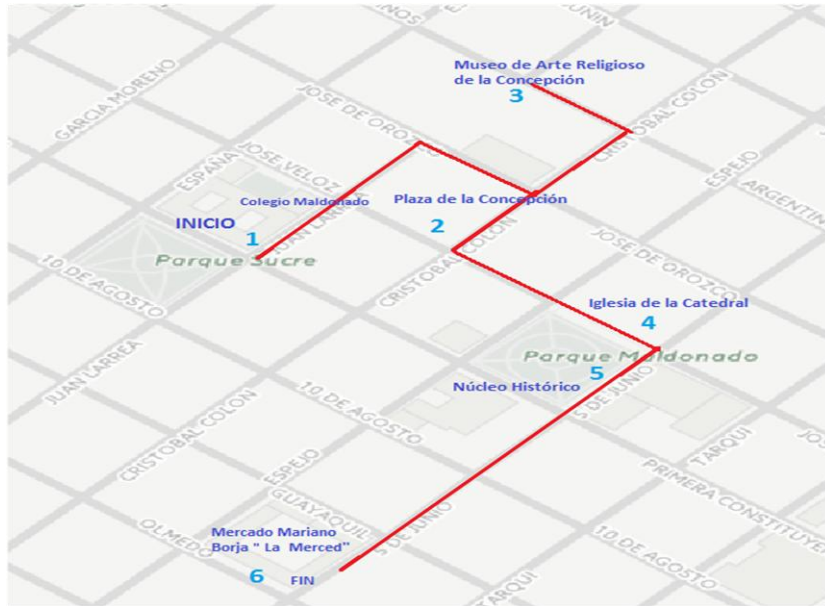 JUNIN
Museo de Arte Religioso
de la Concepción
3
GARCIA MORENO
JOSE DE OROZCO
CRISTOBAL COLON
ESPEJO
ARGENTIN
ESPAÑA
JOSE VELOZ
Colegio Maldonado
JUAN LARREA
Plaza de la Concepción
2
INICIO
1
Parque Sucre
10 DE AGOSTO
CRISTOBAL COLON
JOSE DE OROZCO
Iglesia de la Catedral
4
Parque Maldonado
5
Núcleo Histórico
5 DE JUNIO
JUAN LARREA
10 DE AGOSTO
CRISTOBAL COLON
ESPEJO
TARQUI
PRIMERA CONSTITUYEN
GUAYAQUIL
OLMEDO
Mercado Mariano
Borja " La Merced"
6
FIN
5 DE JUNIO
10 DE AGOSTO
TARQUI